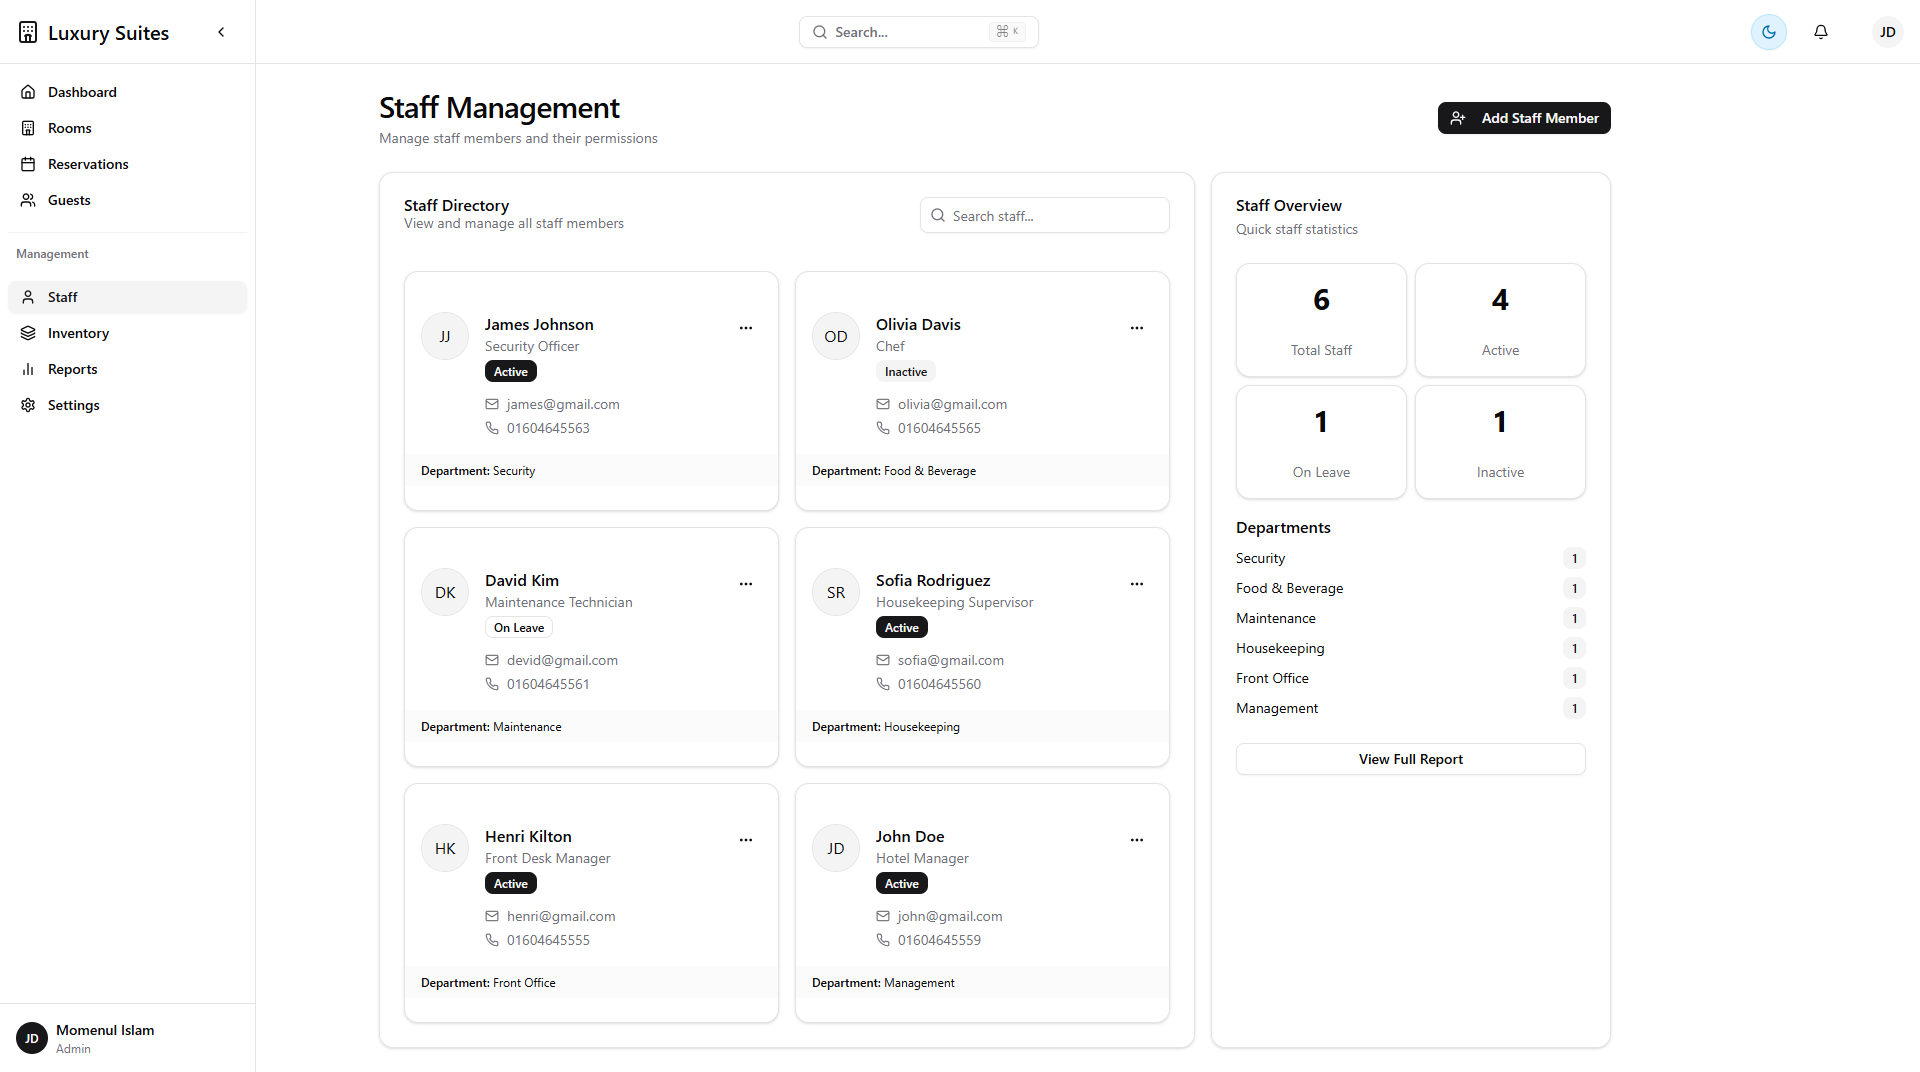 Luxury Suites
Search...
⌘ K
JD
Dashboard
Rooms
Reservations
Guests
Management
Staff
Inventory
Reports
Settings
Momenul Islam
Admin
JD
Staff Management
Manage staff members and their permissions
Add Staff Member
Staff Directory
View and manage all staff members
Search staff...
JJ
James Johnson
Security Officer
Active
james@gmail.com
01604645563
Department: Security
OD
Olivia Davis
Chef
Inactive
olivia@gmail.com
01604645565
Department: Food & Beverage
DK
David Kim
Maintenance Technician
On Leave
devid@gmail.com
01604645561
Department: Maintenance
SR
Sofia Rodriguez
Housekeeping Supervisor
Active
sofia@gmail.com
01604645560
Department: Housekeeping
HK
Henri Kilton
Front Desk Manager
Active
henri@gmail.com
01604645555
Department: Front Office
JD
John Doe
Hotel Manager
Active
john@gmail.com
01604645559
Department: Management
Staff Overview
Quick staff statistics
6
Total Staff
4
Active
1
On Leave
1
Inactive
Departments
Security 1
Food & Beverage 1
Maintenance 1
Housekeeping 1
Front Office 1
Management 1
View Full Report